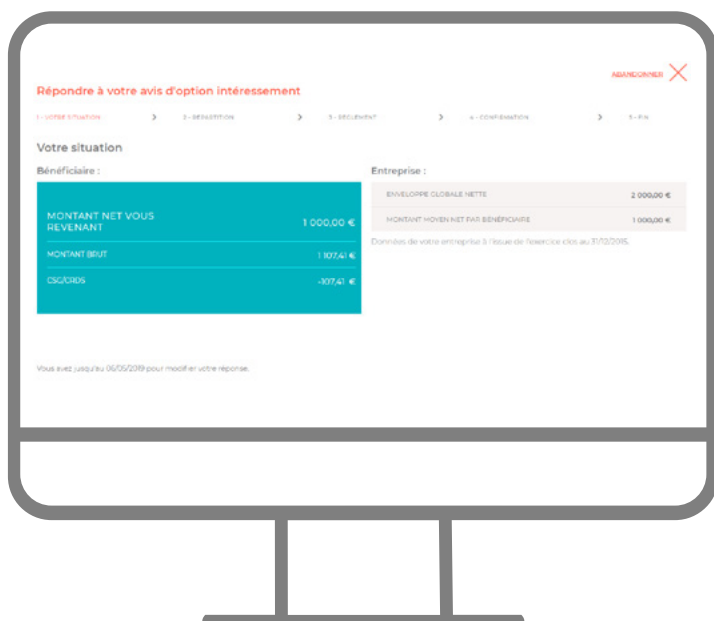 ABANDONNER
Répondre à votre avis d'option intéressement
1 - VOTRE SITUATION > 2 - RÉPARTITION > 3 - RÈGLEMENT > 4 - CONFIRMATION > 5 - FIN
Votre situation
Bénéficiaire :
MONTANT NET VOUS
REVENANT 1 000,00 €
MONTANT BRUT 1 107,41 €
CSG/CRDS -107,41 €
Entreprise :
ENVELOPPE GLOBALE NETTE 2 000,00 €
MONTANT MOYEN NET PAR BÉNÉFICIAIRE 1 000,00 €
Données de votre entreprise à l'issue de l'exercice clos au 31/12/2015.
Vous avez jusqu'au 06/05/2019 pour modifier votre réponse.